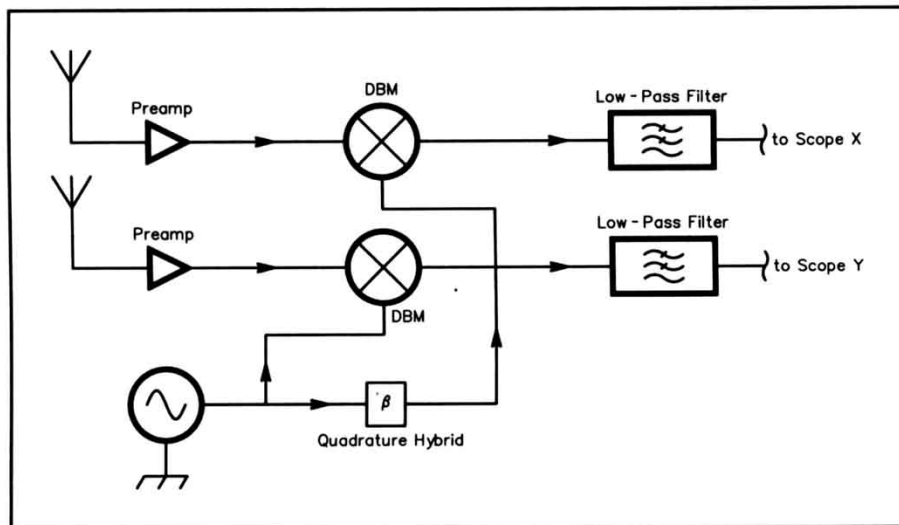 DBM
Preamp
Low-Pass Filter
to Scope X
Preamp
Low-Pass Filter
to Scope Y
DBM
β
Quadrature Hybrid